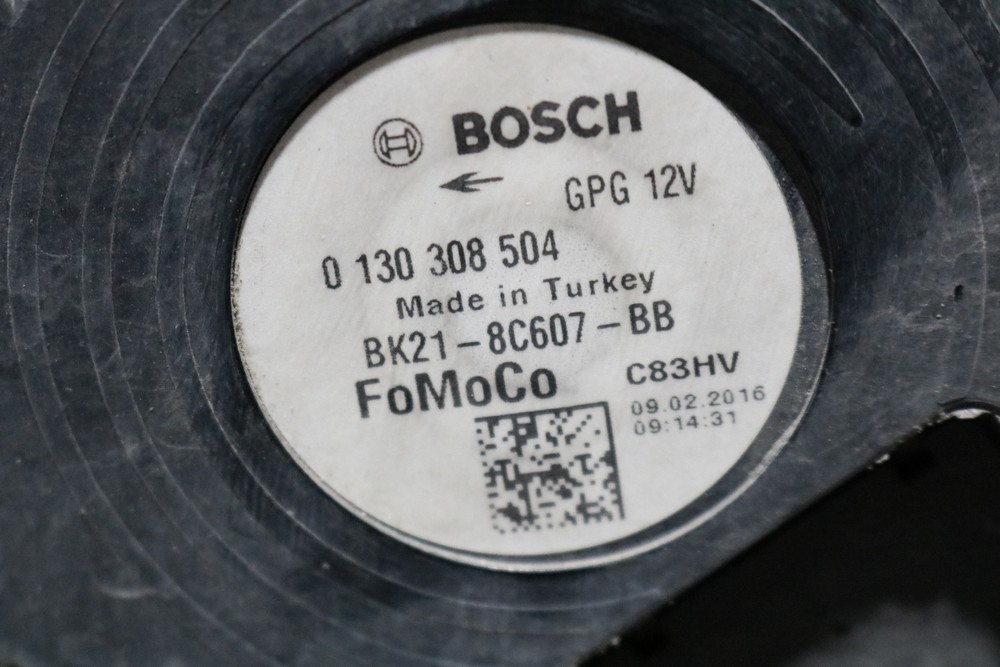 BOSCH
GPG 12V
0 130 308 504
Made in Turkey
BK21-8C607-BB
FoMoCo
C83HV
09.02.2016
09:14:31